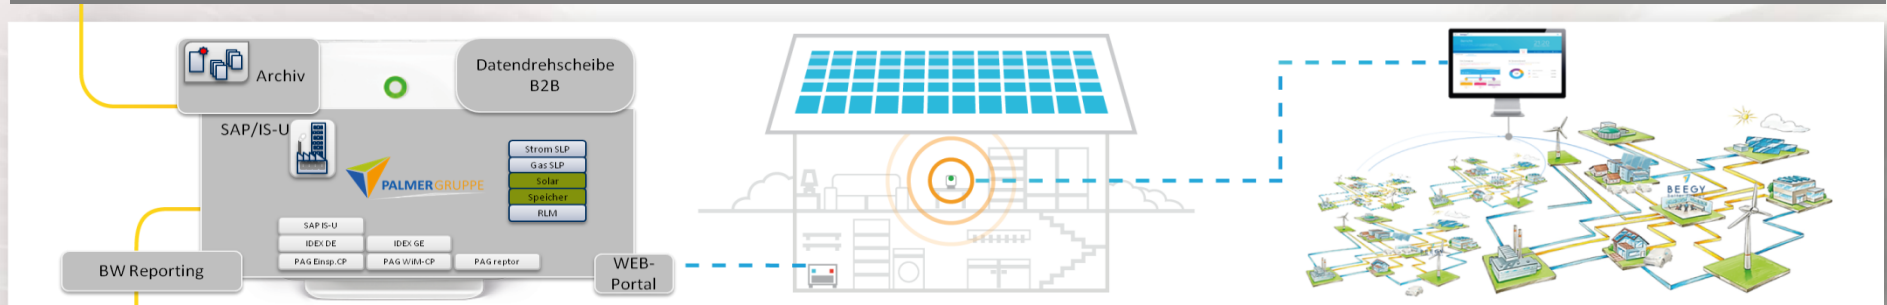 Archiv
Datendrehscheibe
B2B
SAP/IS-U
PALMERGRUPPE
Strom SLP
Gas SLP
Solar
Speicher
RLM
SAP IS-U
IDEX DE
IDEX GE
PAG Einsp.CP
PAG WiM-CP
PAG reptor
BW Reporting
WEB-
Portal
BEEGY